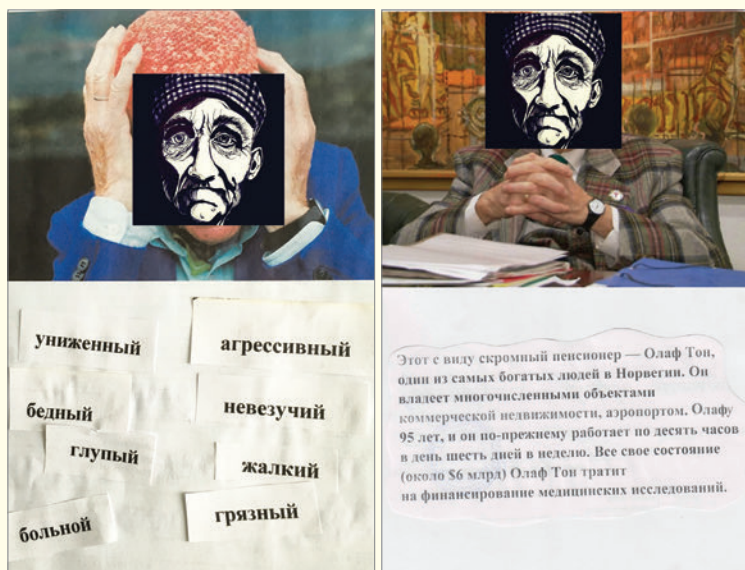 униженный
агрессивный
бедный
невезучий
глупый
жалкий
больной
грязный
Этот с виду скромный пенсионер — Олаф Тон,
один из самых богатых людей в Норвегии. Он
владеет многочисленными объектами
коммерческой недвижимости, аэропортом. Олафу
95 лет, и он по-прежнему работает по десять часов
в день шесть дней в неделю. Все свое состояние
(около $6 млрд) Олаф Тон тратит
на финансирование медицинских исследований.